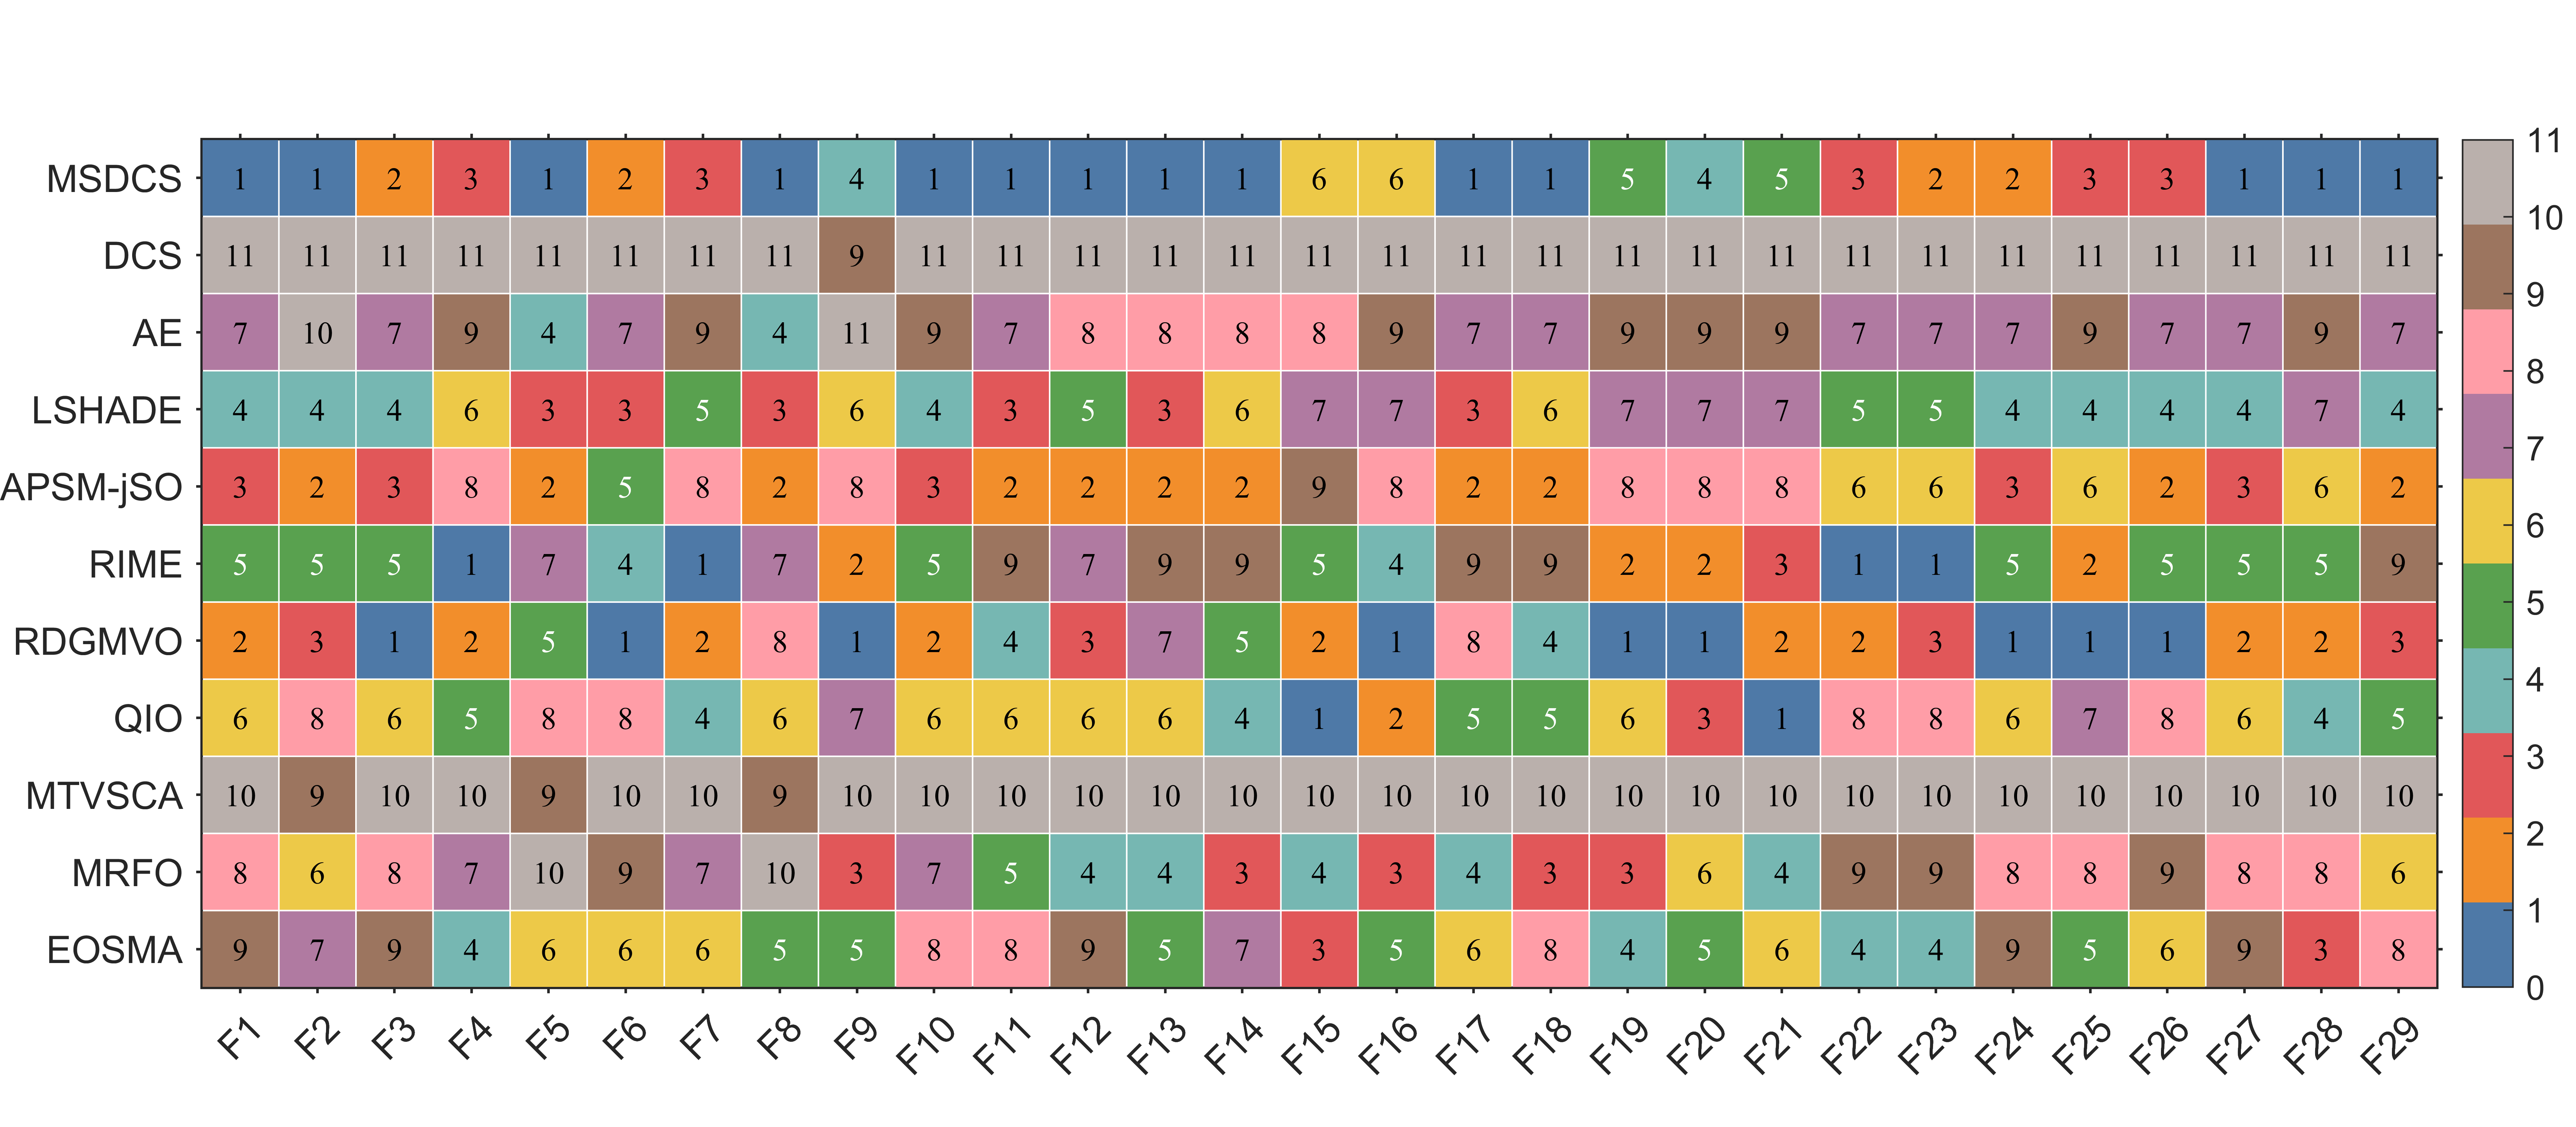 MSDCS 1 1 2 3 1 2 3 1 4 1 1 1 1 1 6 6 1 1 5 4 5 3 2 2 3 3 1 1 1
DCS 11 11 11 11 11 11 11 11 9 11 11 11 11 11 11 11 11 11 11 11 11 11 11 11 11 11 11 11 11
AE 7 10 7 9 4 7 9 4 11 9 7 8 8 8 8 9 7 7 9 9 9 7 7 7 9 7 7 9 7
LSHADE 4 4 4 6 3 3 5 3 6 4 3 5 3 6 7 7 3 6 7 7 7 5 5 4 4 4 4 7 4
APSM-jSO 3 2 3 8 2 5 8 2 8 3 2 2 2 2 9 8 2 2 8 8 8 6 6 3 6 2 3 6 2
RIME 5 5 5 1 7 4 1 7 2 5 9 7 9 9 5 4 9 9 2 2 3 1 1 5 2 5 5 5 9
RDGMVO 2 3 1 2 5 1 2 8 1 2 4 3 7 5 2 1 8 4 1 1 2 2 3 1 1 1 2 2 3
QIO 6 8 6 5 8 8 4 6 7 6 6 6 6 4 1 2 5 5 6 3 1 8 8 6 7 8 6 4 5
MTVSCA 10 9 10 10 9 10 10 9 10 10 10 10 10 10 10 10 10 10 10 10 10 10 10 10 10 10 10 10 10
MRFO 8 6 8 7 10 9 7 10 3 7 5 4 4 3 4 3 4 3 3 6 4 9 9 8 8 9 8 8 6
EOSMA 9 7 9 4 6 6 6 5 5 8 8 9 5 7 3 5 6 8 4 5 6 4 4 9 5 6 9 3 8
F1 F2 F3 F4 F5 F6 F7 F8 F9 F10 F11 F12 F13 F14 F15 F16 F17 F18 F19 F20 F21 F22 F23 F24 F25 F26 F27 F28 F29
11
10
9
8
7
6
5
4
3
2
1
0